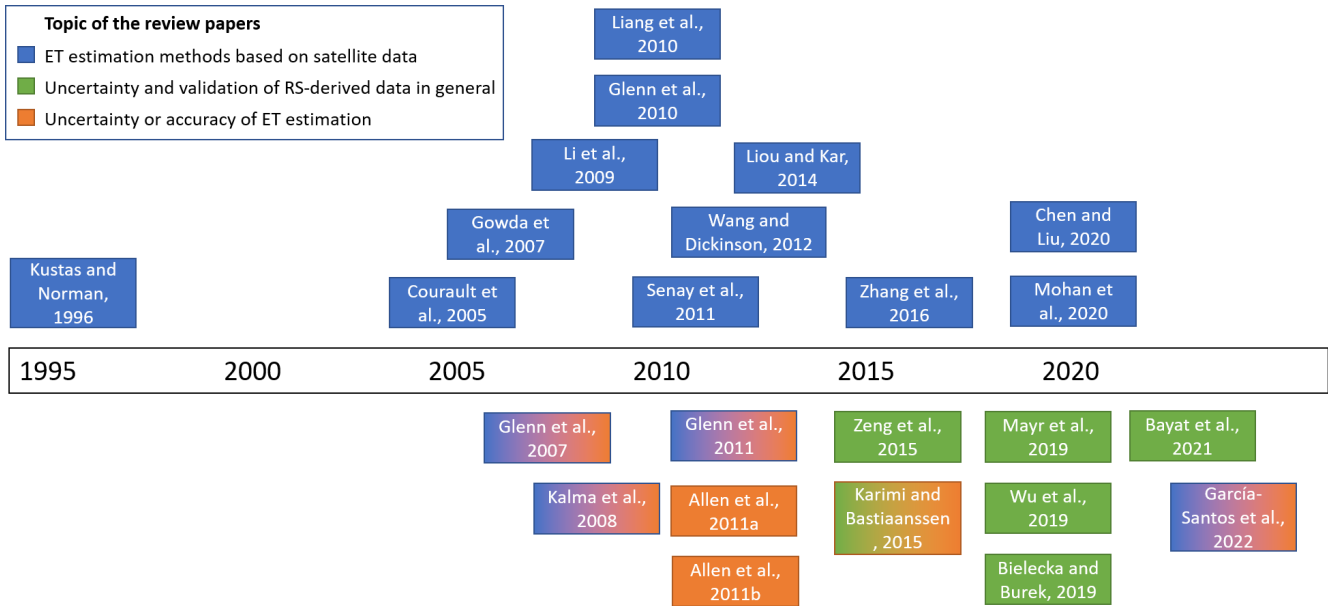 Topic of the review papers
ET estimation methods based on satellite data
Uncertainty and validation of RS-derived data in general
Uncertainty or accuracy of ET estimation
Liang et al.,
2010
Glenn et al.,
2010
Li et al.,
2009
Liou and Kar,
2014
Gowda et
al., 2007
Wang and
Dickinson, 2012
Chen and
Liu, 2020
Kustas and
Norman,
1996
Courault et
al., 2005
Senay et al.,
2011
Zhang et al.,
2016
Mohan et
al., 2020
1995 2000 2005 2010 2015 2020
Glenn et al.,
2007
Glenn et al.,
2011
Zeng et al.,
2015
Mayr et al.,
2019
Bayat et al.,
2021
Kalma et al.,
2008
Allen et al.,
2011a
Karimi and
Bastiaanssen
, 2015
Wu et al.,
2019
García-
Santos et al.,
2022
Allen et al.,
2011b
Bielecka and
Burek, 2019